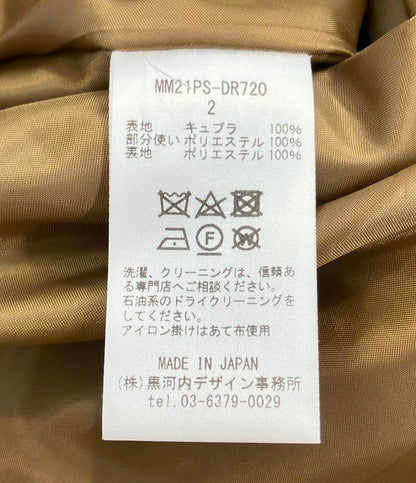 MM21PS-DR720
2
表地 キュプラ 100%
部分使い ポリエステル 100%
裏地 ポリエステル 100%
F W
洗濯、クリーニングは、信頼あ
る専門店へご相談ください。
石油系のドライクリーニングを
してください。
アイロン掛けはあて布使用
MADE IN JAPAN
(株)黒河内デザイン事務所
tel.03-6379-0029